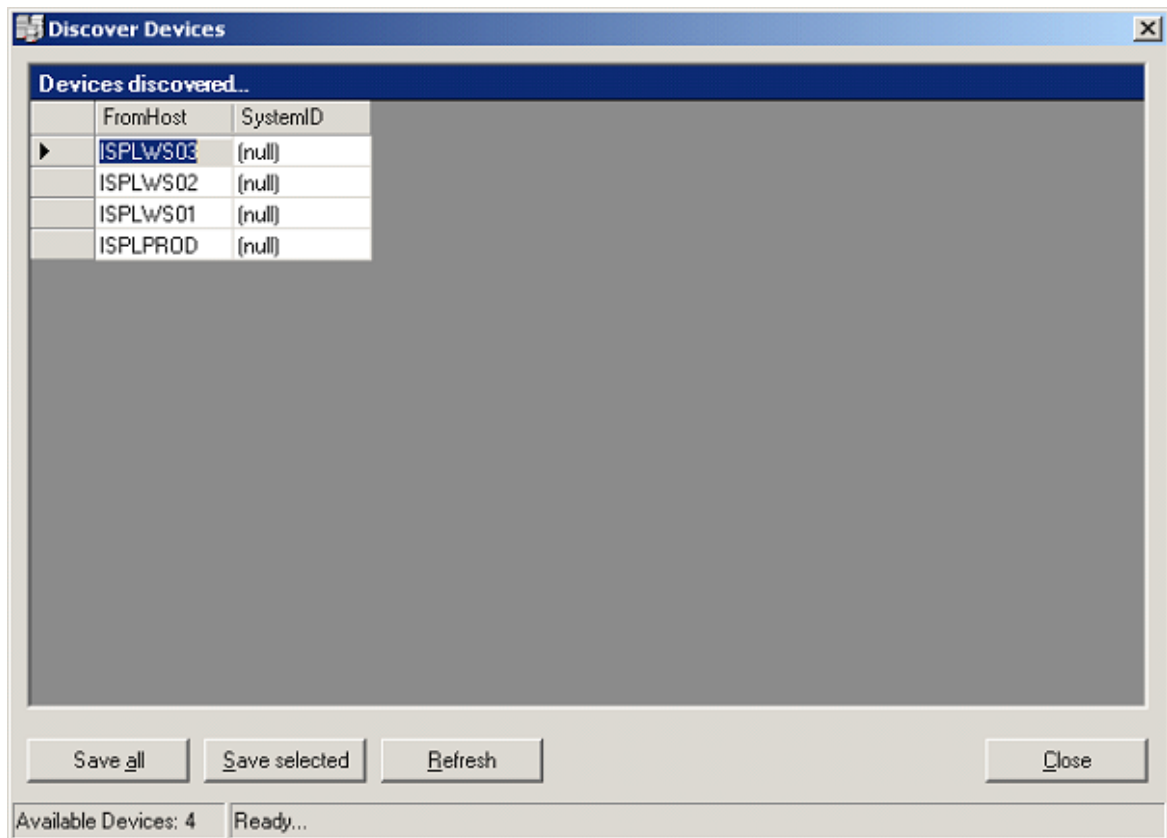 Discover Devices
Devices discovered...
FromHost SystemID
ISPLWS03 (null)
ISPLWS02 (null)
ISPLWS01 (null)
ISPLPROD (null)
Save all Save selected Refresh Close
Available Devices: 4 Ready...